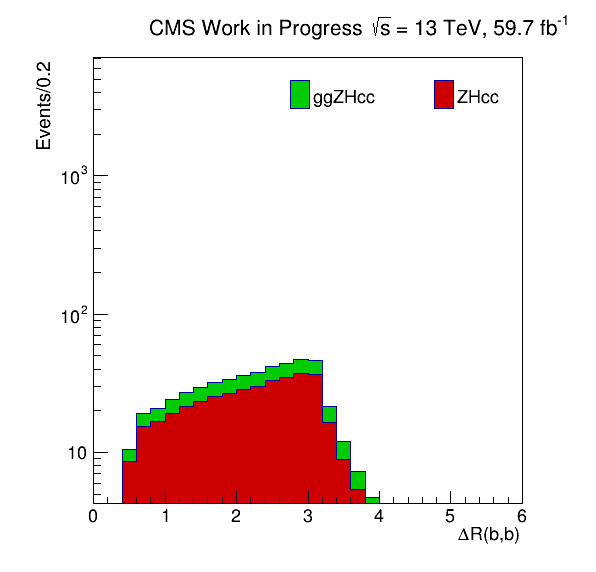 CMS Work in Progress √s = 13 TeV, 59.7 fb⁻¹
Events/0.2
ggZHcc ZHcc
10³
10²
10
0 1 2 3 4 5 6
ΔR(b,b)